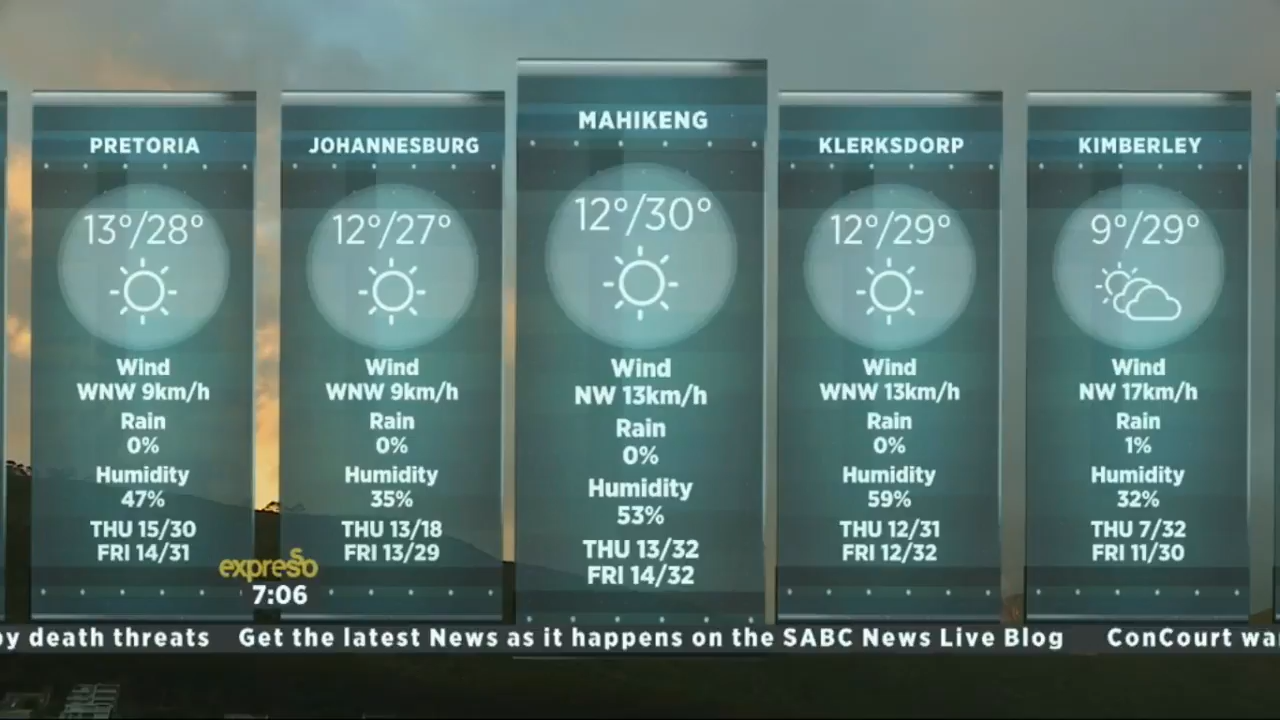 PRETORIA
13°/28°
Wind
WNW 9km/h
Rain
0%
Humidity
47%
THU 15/30
FRI 14/31
JOHANNESBURG
12°/27°
Wind
WNW 9km/h
Rain
0%
Humidity
35%
THU 13/18
FRI 13/29
MAHIKENG
12°/30°
Wind
NW 13km/h
Rain
0%
Humidity
53%
THU 13/32
FRI 14/32
KLERKSDORP
12°/29°
Wind
WNW 13km/h
Rain
0%
Humidity
59%
THU 12/31
FRI 12/32
KIMBERLEY
9°/29°
Wind
NW 17km/h
Rain
1%
Humidity
32%
THU 7/32
FRI 11/30
expresso
7:06
by death threats Get the latest News as it happens on the SABC News Live Blog ConCourt wa